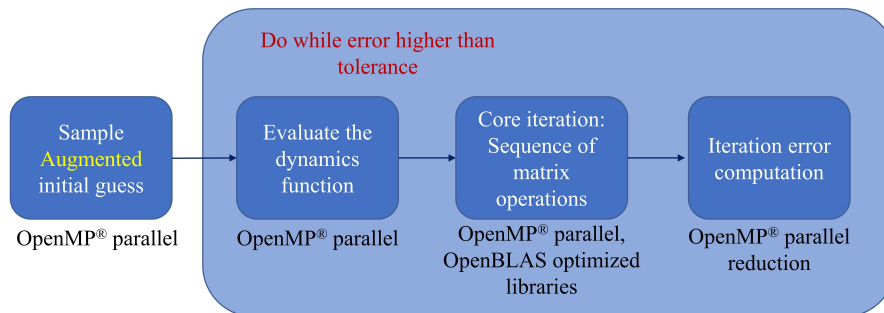 Do while error higher than
tolerance
Sample
Augmented
initial guess
OpenMP® parallel
Evaluate the
dynamics
function
OpenMP® parallel
Core iteration:
Sequence of
matrix
operations
OpenMP® parallel,
OpenBLAS optimized
libraries
Iteration error
computation
OpenMP® parallel
reduction